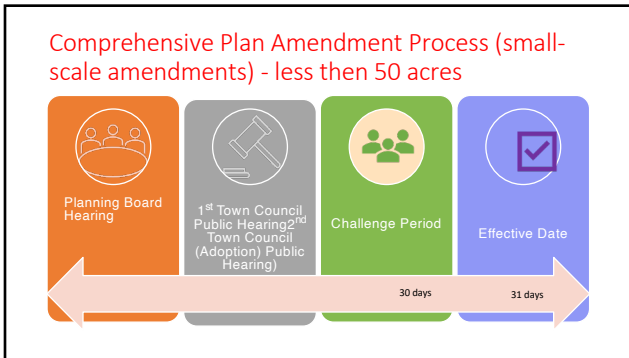 Comprehensive Plan Amendment Process (small-
scale amendments) - less then 50 acres
Planning Board
Hearing
1st Town Council
Public Hearing2nd
Town Council
(Adoption) Public
Hearing)
Challenge Period
Effective Date
30 days
31 days